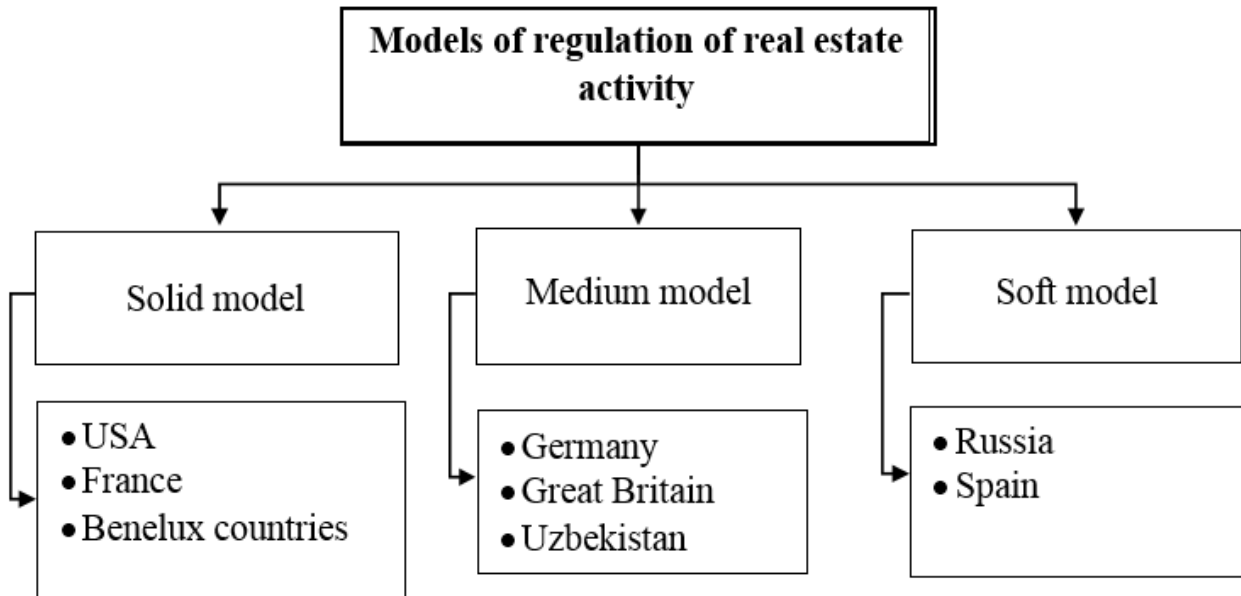 Models of regulation of real estate
activity
Solid model
Medium model
Soft model
• USA
• France
• Benelux countries
• Germany
• Great Britain
• Uzbekistan
• Russia
• Spain